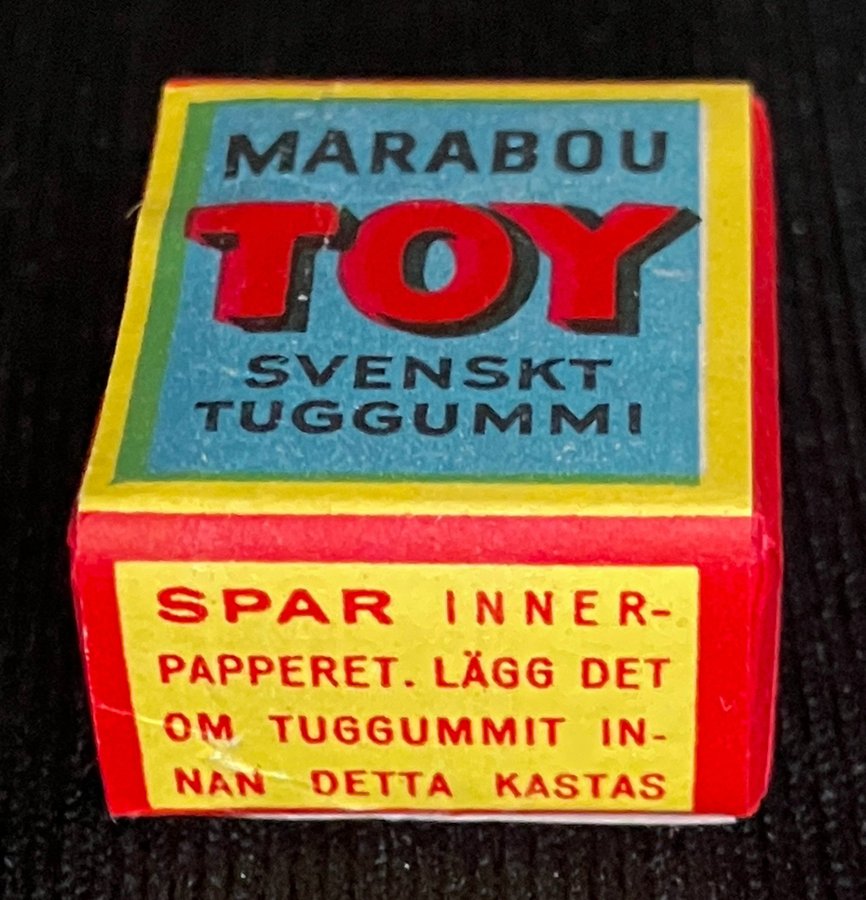 MARABOU
TOY
SVENSKT
TUGGUMMI
SPAR INNER-
PAPPERET. LÄGG DET
OM TUGGUMMIT IN-
NAN DETTA KASTAS